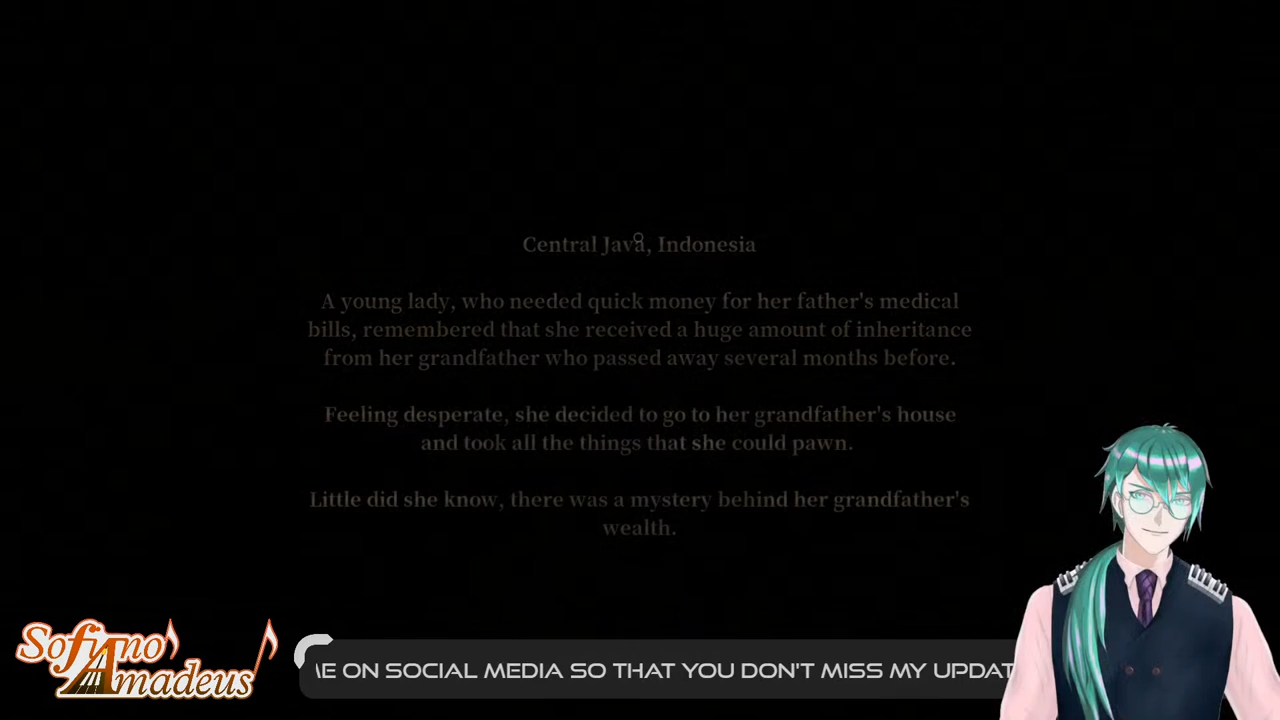 Central Java, Indonesia
A young lady, who needed quick money for her father's medical
bills, remembered that she received a huge amount of inheritance
from her grandfather who passed away several months before.
Feeling desperate, she decided to go to her grandfather's house
and took all the things that she could pawn.
Little did she know, there was a mystery behind her grandfather's
wealth.
Sofiano
Amadeus
ME ON SOCIAL MEDIA SO THAT YOU DON'T MISS MY UPDAT